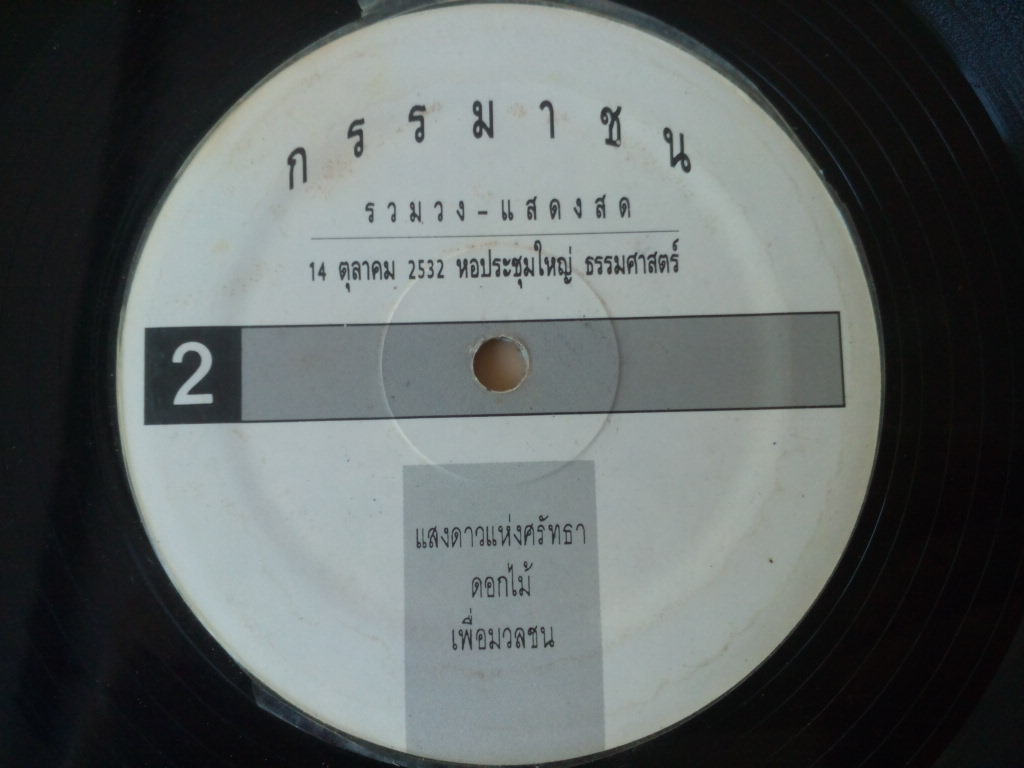 กรรมาชน
รวมวง-แสดงสด
14 ตุลาคม 2532 หอประชุมใหญ่ ธรรมศาสตร์
2
แสงดาวแห่งศรัทธา
ดอกไม้
เพื่อมวลชน